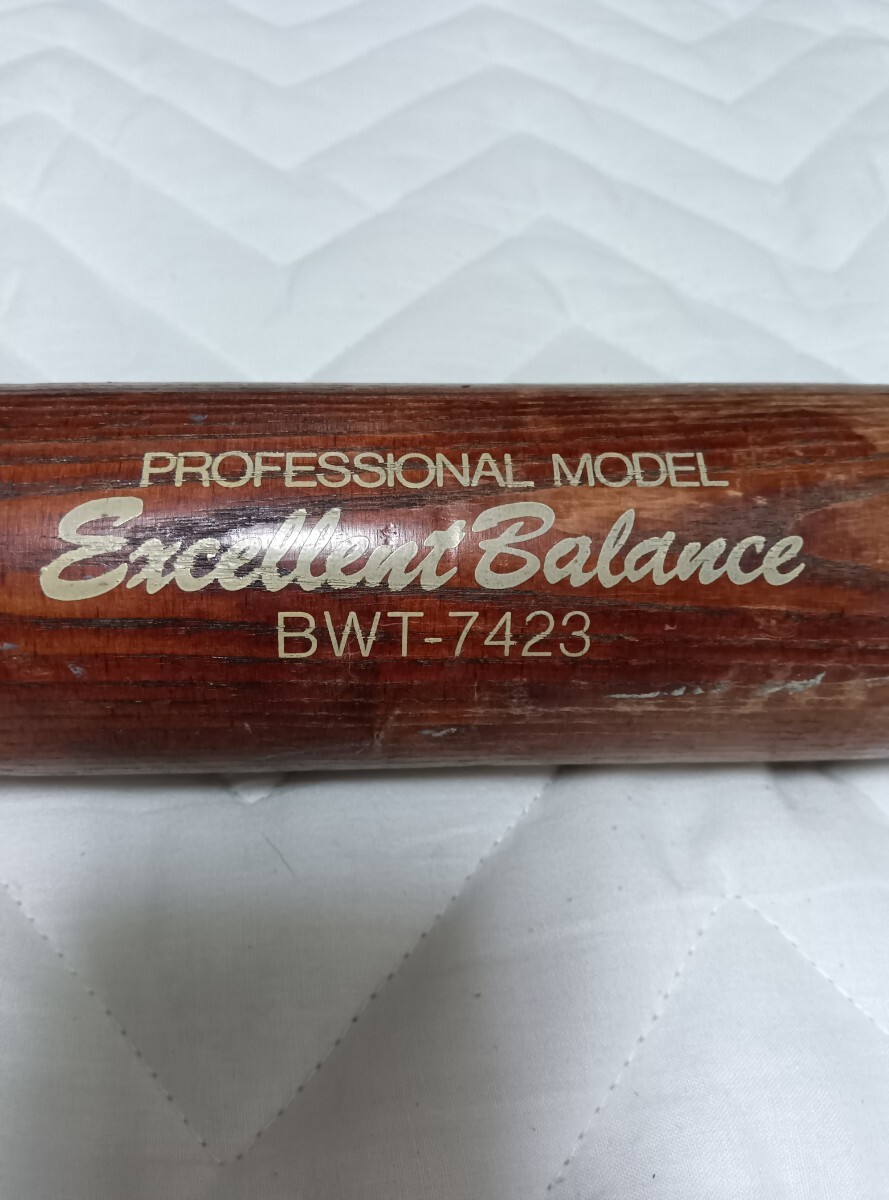 PROFESSIONAL MODEL
Excellent Balance
BWT-7423